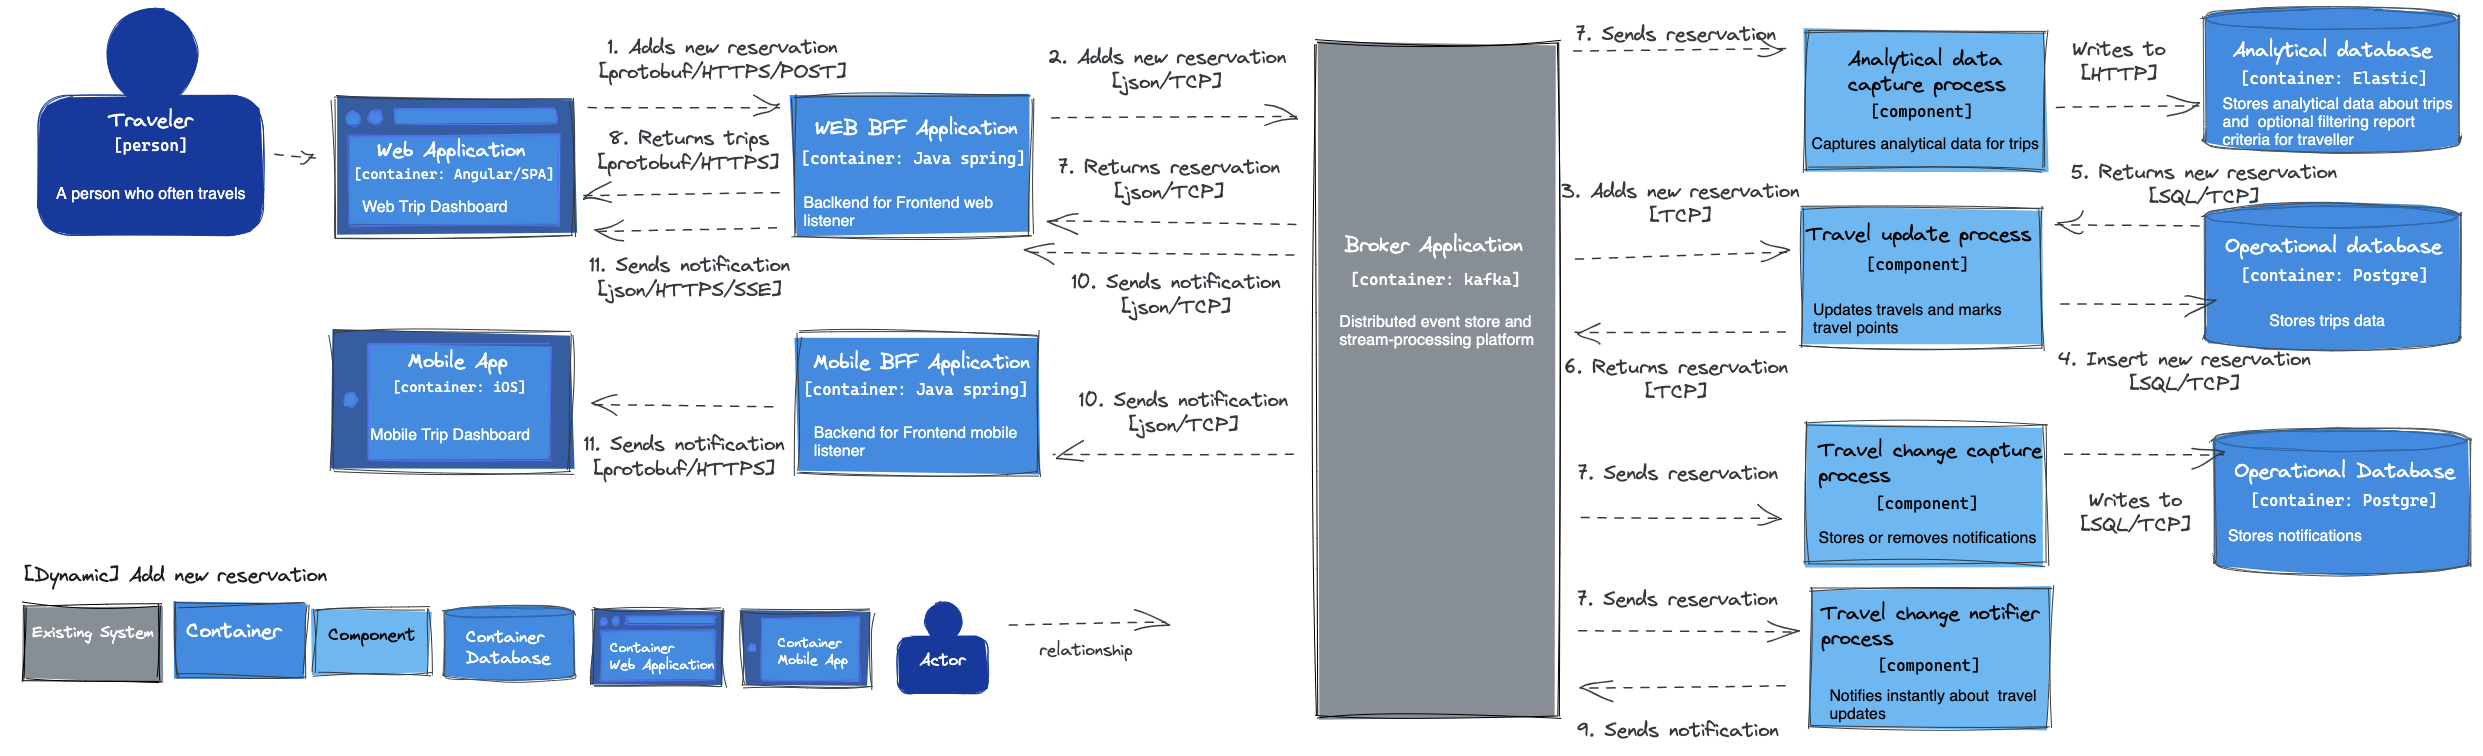 Traveler
[person]
A person who often travels
Web Application
[container: Angular/SPA]
Web Trip Dashboard
1. Adds new reservation
[protobuf/HTTPS/POST]
8. Returns trips
[protobuf/HTTPS]
11. Sends notification
[json/HTTPS/SSE]
WEB BFF Application
[container: Java spring]
Baclkend for Frontend web
listener
2. Adds new reservation
[json/TCP]
7. Returns reservation
[json/TCP]
10. Sends notification
[json/TCP]
Mobile App
[container: iOS]
Mobile Trip Dashboard
11. Sends notification
[protobuf/HTTPS]
Mobile BFF Application
[container: Java spring]
Backend for Frontend mobile
listener
10. Sends notification
[json/TCP]
Broker Application
[container: kafka]
Distributed event store and
stream-processing platform
7. Sends reservation
Analytical data
capture process
[component]
Captures analytical data for trips
Writes to
[HTTP]
Analytical database
[container: Elastic]
Stores analytical data about trips
and optional filtering report
criteria for traveller
3. Adds new reservation
[TCP]
6. Returns reservation
[TCP]
Travel update process
[component]
Updates travels and marks
travel points
5. Returns new reservation
[SQL/TCP]
4. Insert new reservation
[SQL/TCP]
Operational database
[container: Postgre]
Stores trips data
7. Sends reservation
Travel change capture
process
[component]
Stores or removes notifications
Writes to
[SQL/TCP]
Operational Database
[container: Postgre]
Stores notifications
7. Sends reservation
9. Sends notification
Travel change notifier
process
[component]
Notifies instantly about travel
updates
[Dynamic] Add new reservation
Existing System
Container
Component
Container
Database
Container
Web Application
Container
Mobile App
Actor
relationship